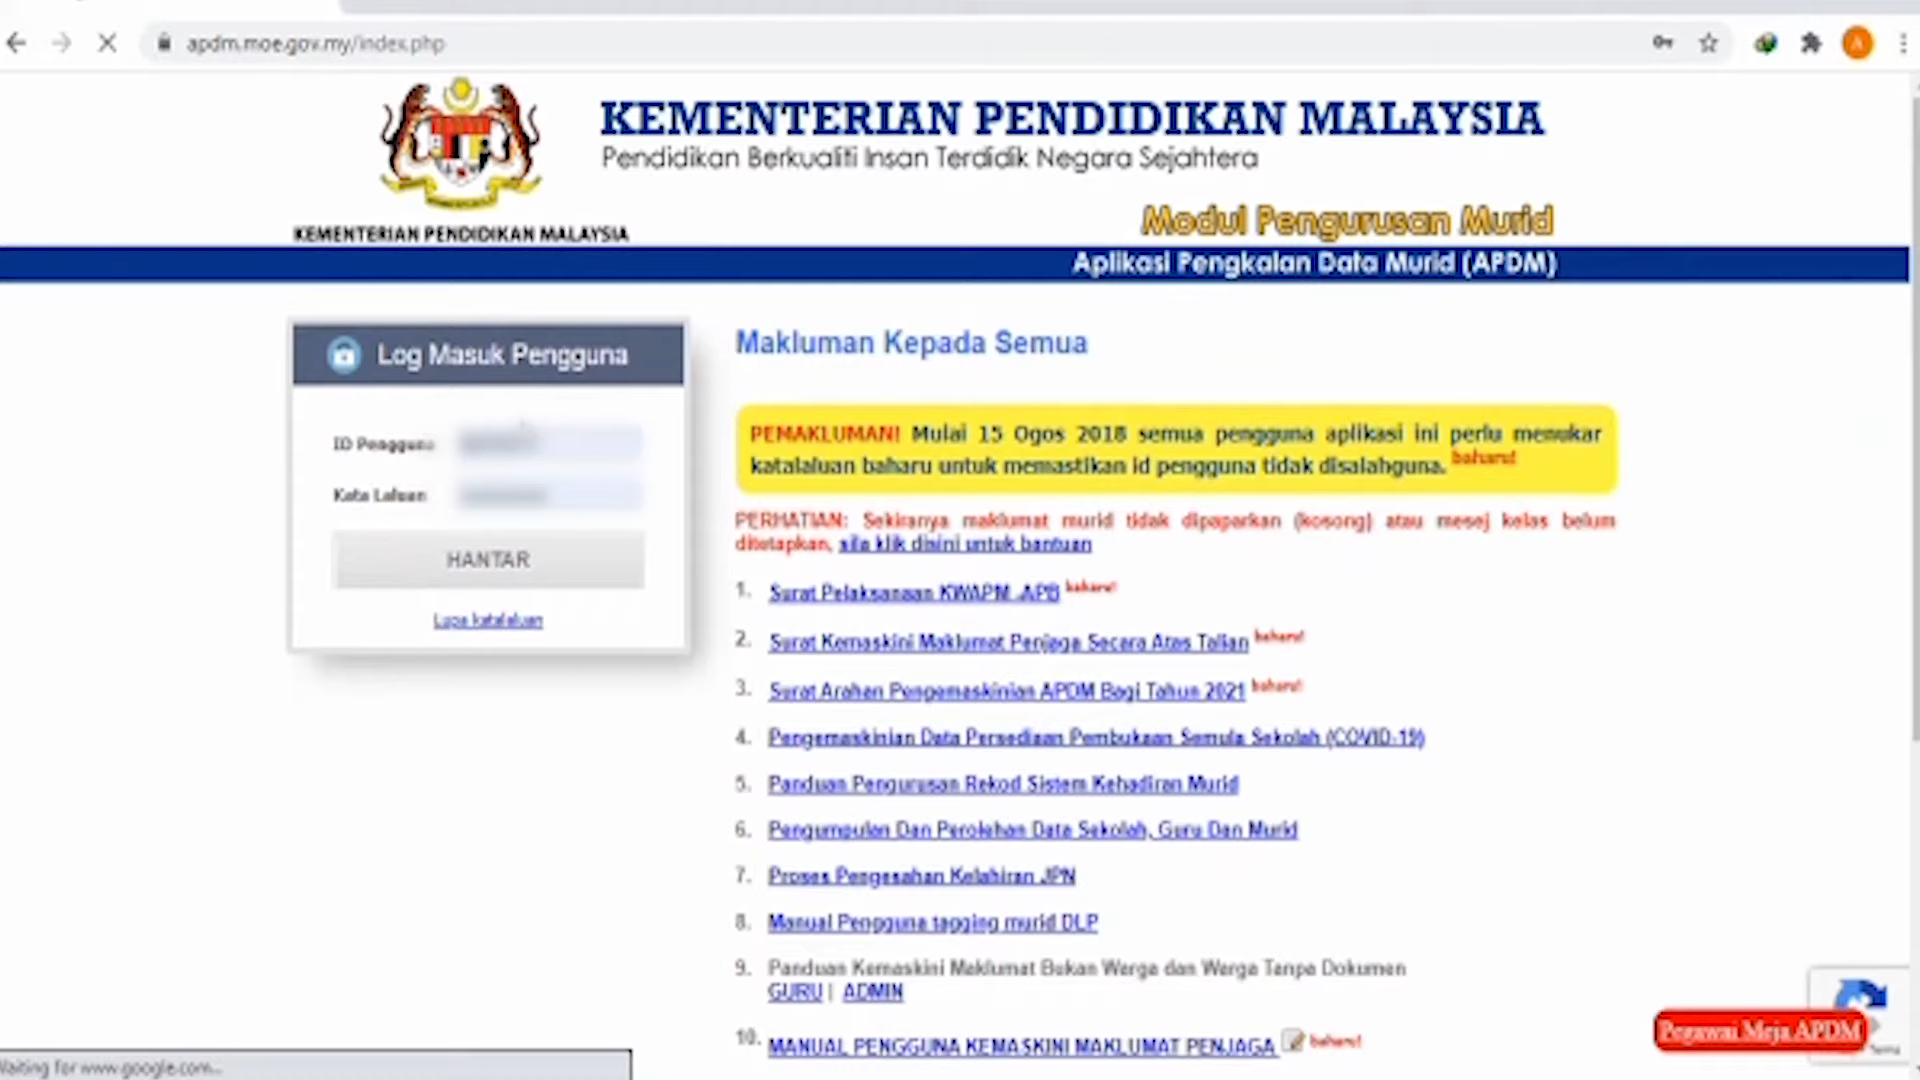 apdm.moe.gov.my/index.php
A
KEMENTERIAN PENDIDIKAN MALAYSIA
Pendidikan Berkualiti Insan Terdidik Negara Sejahtera
Modul Pengurusan Murid
KEMENTERIAN PENDIDIKAN MALAYSIA
Aplikasi Pengkalan Data Murid (APDM)
Log Masuk Pengguna
ID Pengguna
Kata Laluan
HANTAR
Lupa katalaluan
Makluman Kepada Semua
PEMAKLUMAN! Mulai 15 Ogos 2018 semua pengguna aplikasi ini perlu menukar
katalaluan baharu untuk memastikan id pengguna tidak disalahguna. baharu!
PERHATIAN: Sekiranya maklumat murid tidak dipaparkan (kosong) atau mesej kelas belum
ditetapkan, sila klik disini untuk bantuan
1. Surat Pelaksanaan KWAPM-APB baharu!
2. Surat Kemaskini Maklumat Penjaga Secara Atas Talian baharu!
3. Surat Arahan Pengemaskinian APDM Bagi Tahun 2021 baharu!
4. Pengemaskinian Data Persediaan Pembukaan Semula Sekolah (COVID-19)
5. Panduan Pengurusan Rekod Sistem Kehadiran Murid
6. Pengumpulan Dan Perolehan Data Sekolah, Guru Dan Murid
7. Proses Pengesahan Kelahiran JPN
8. Manual Pengguna tagging murid DLP
9. Panduan Kemaskini Maklumat Bukan Warga dan Warga Tanpa Dokumen
GURU | ADMIN
10. MANUAL PENGGUNA KEMASKINI MAKLUMAT PENJAGA baharu!
Pegawai Meja APDM
Terms
Waiting for www.google.com...